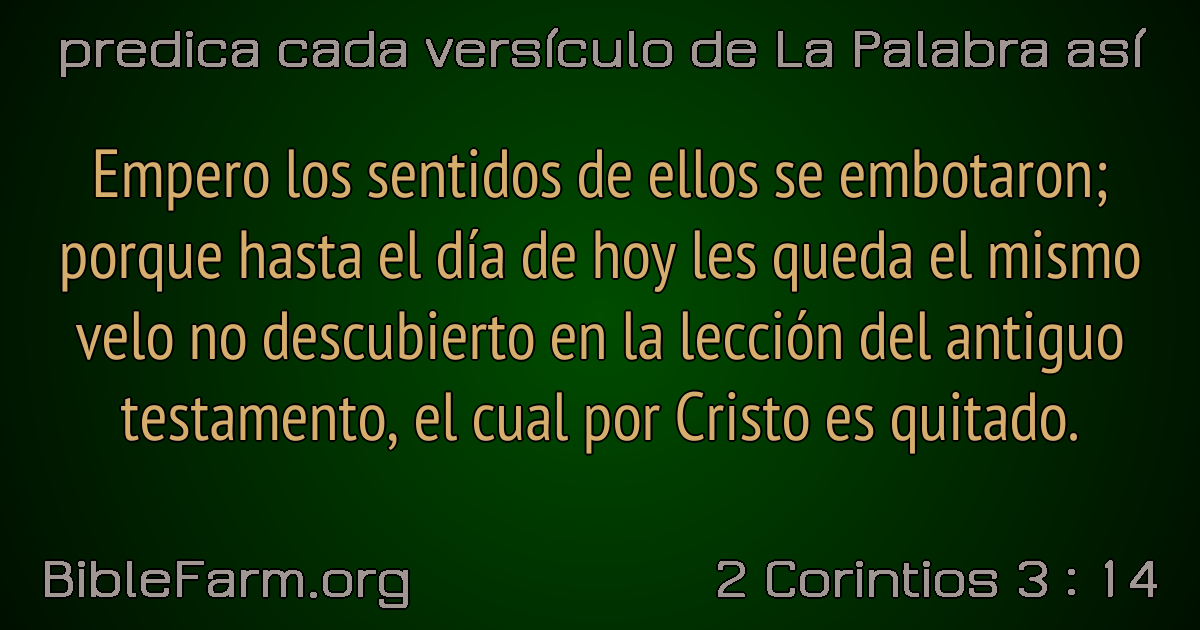 predica cada versículo de La Palabra así
Empero los sentidos de ellos se embotaron;
porque hasta el día de hoy les queda el mismo
velo no descubierto en la lección del antiguo
testamento, el cual por Cristo es quitado.
BibleFarm.org
2 Corintios 3 : 14